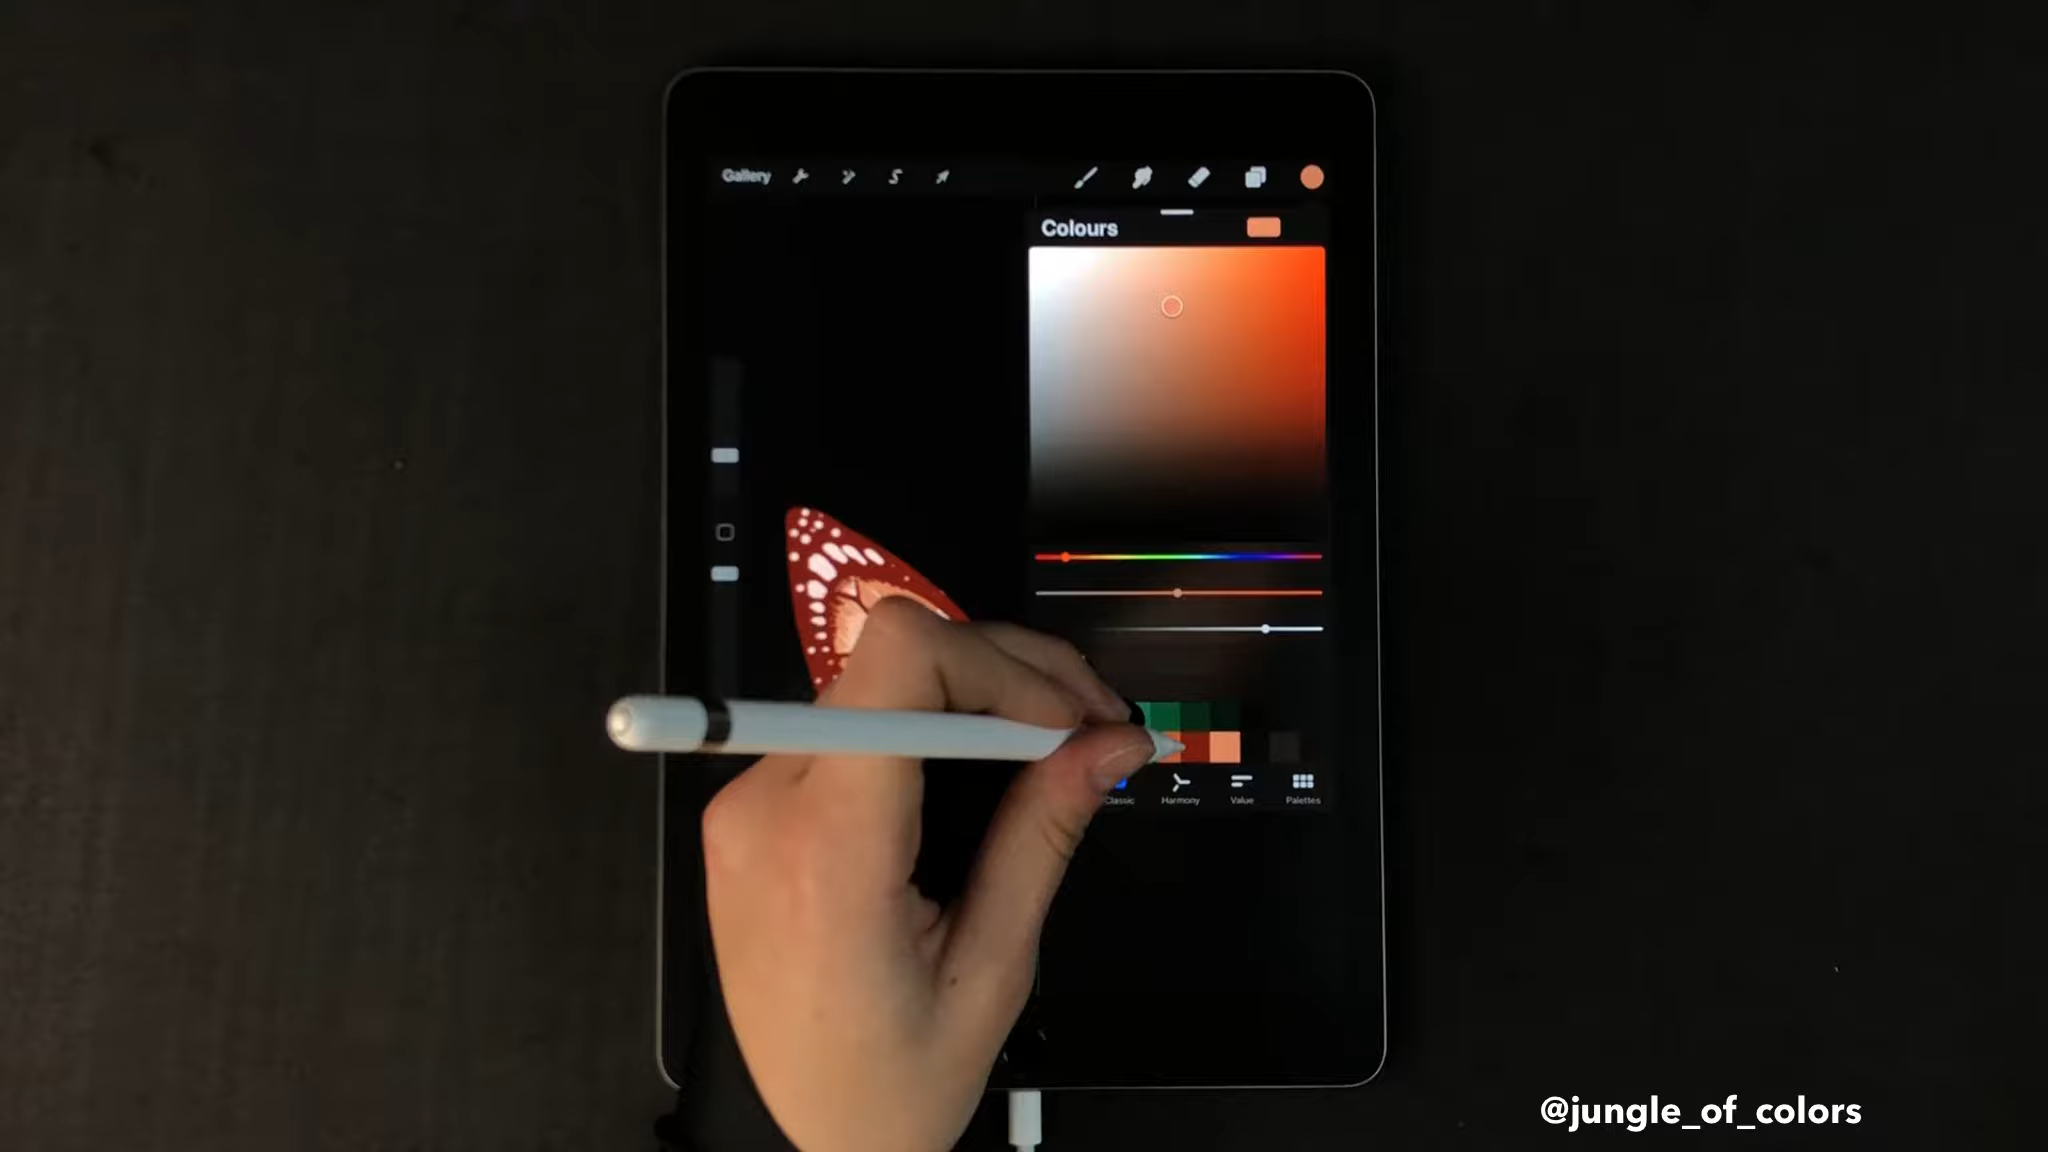 Gallery
Colours
Classic
Harmony
Value
Palettes
@jungle_of_colors